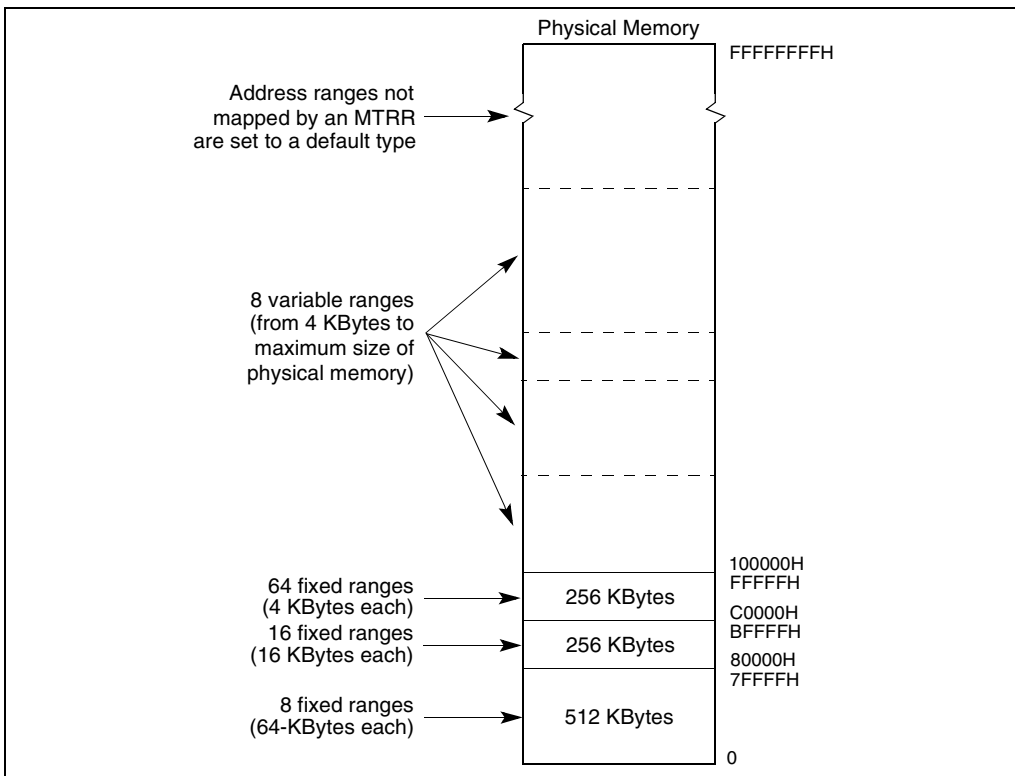 Physical Memory
FFFFFFFFH
Address ranges not
mapped by an MTRR
are set to a default type
8 variable ranges
(from 4 KBytes to
maximum size of
physical memory)
100000H
64 fixed ranges
(4 KBytes each)
256 KBytes
FFFFFH
C0000H
16 fixed ranges
(16 KBytes each)
256 KBytes
BFFFFH
80000H
8 fixed ranges
(64-KBytes each)
512 KBytes
7FFFFH
0